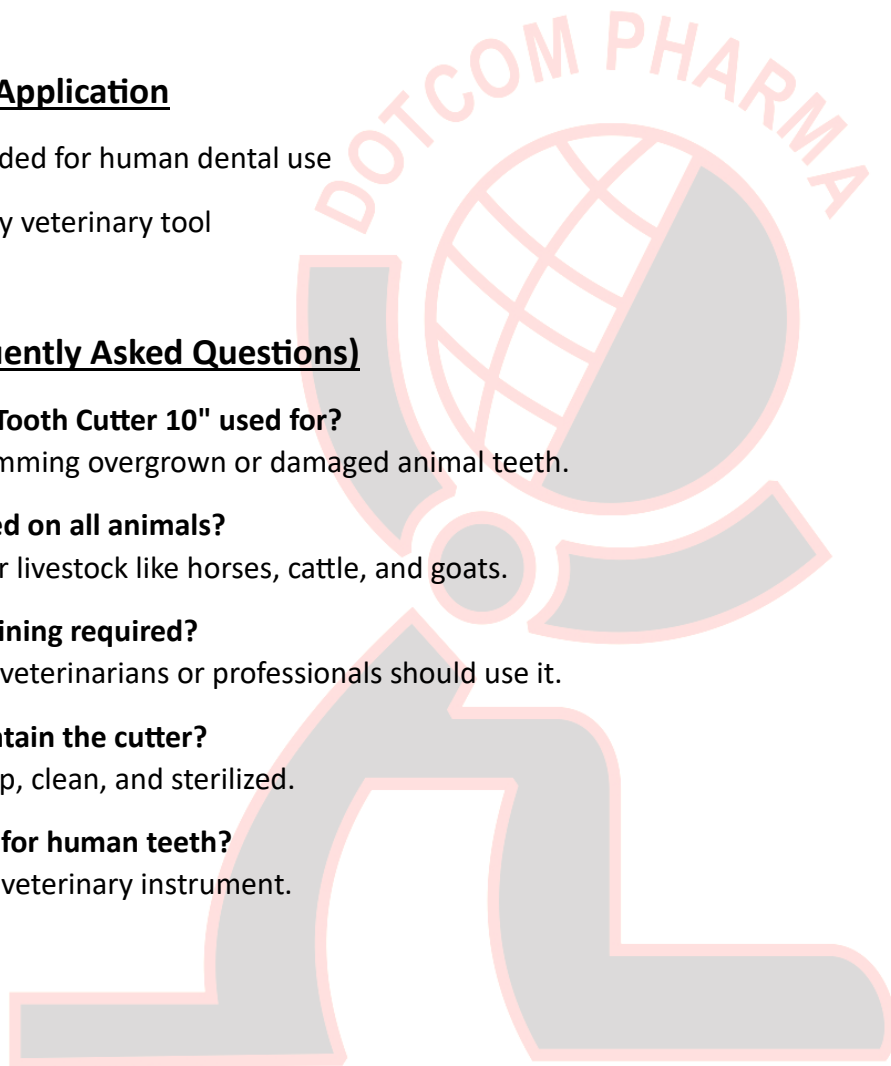 DOTCOM PHARMA
Application
ded for human dental use
y veterinary tool
uently Asked Questions)
Tooth Cutter 10" used for?
mming overgrown or damaged animal teeth.
ed on all animals?
r livestock like horses, cattle, and goats.
ining required?
veterinarians or professionals should use it.
ntain the cutter?
p, clean, and sterilized.
for human teeth?
veterinary instrument.